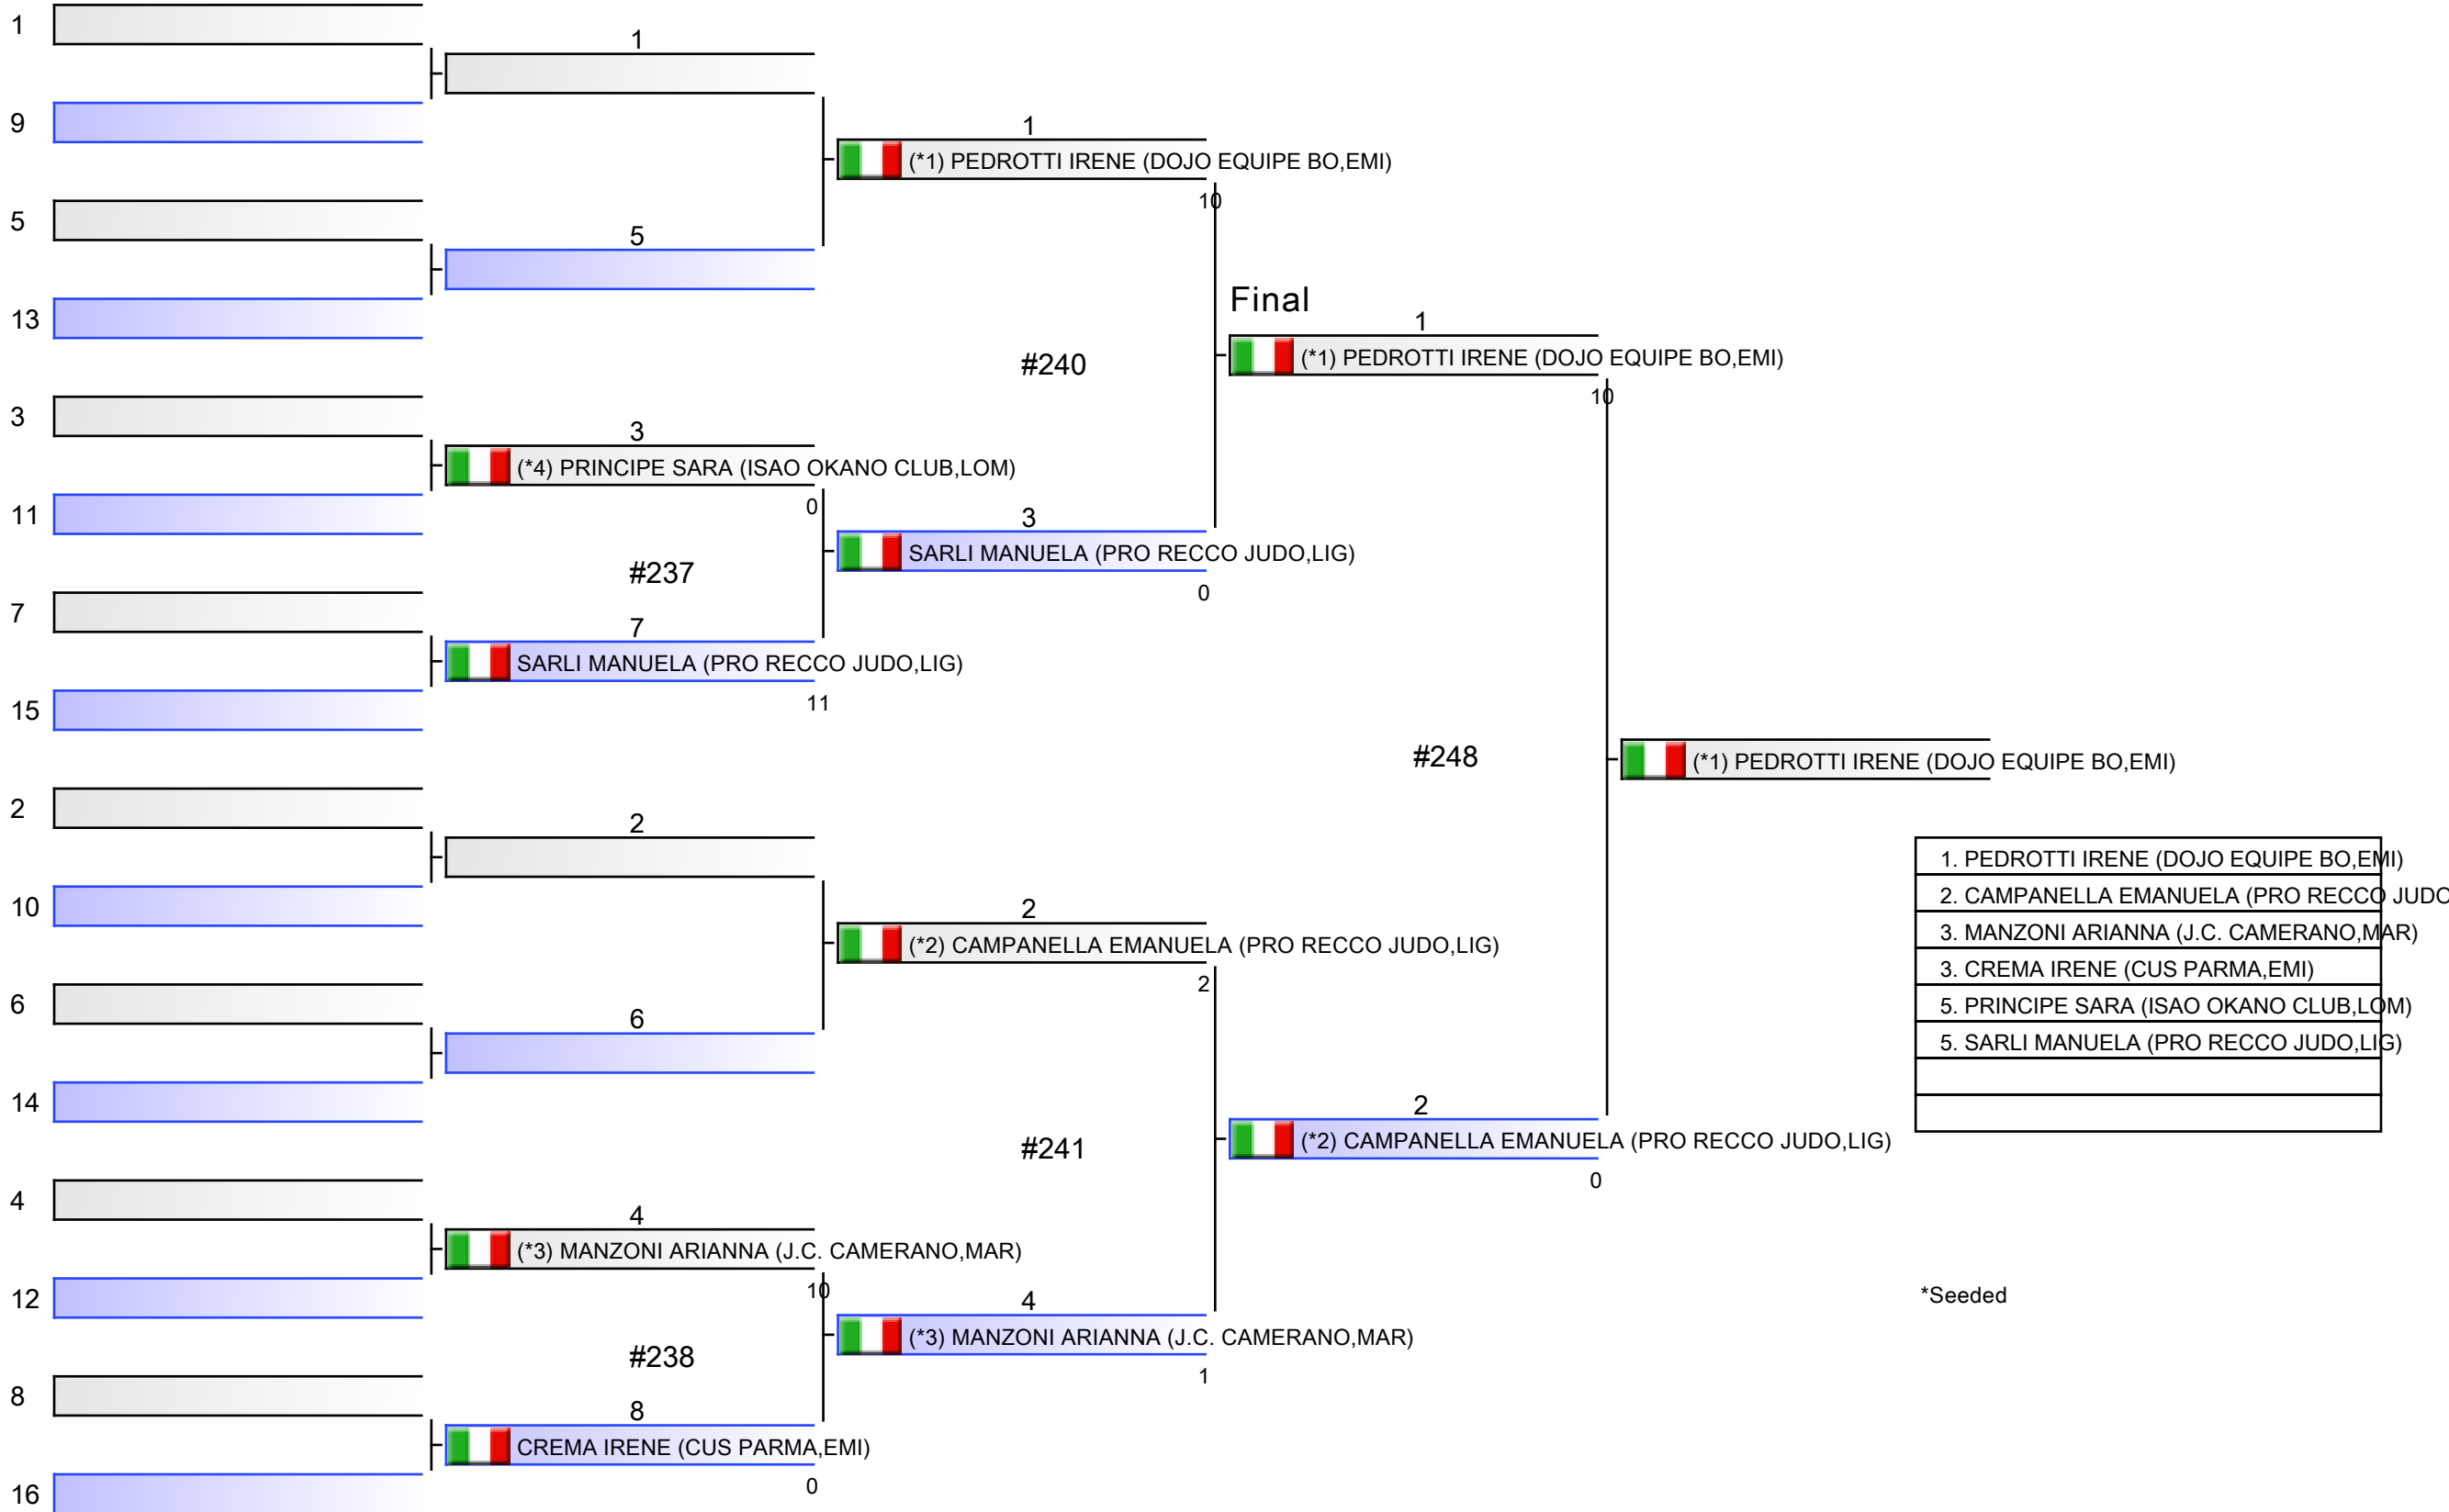 1
1
9
1
(*1) PEDROTTI IRENE (DOJO EQUIPE BO,EMI)
10
5
5
13
Final
1
(*1) PEDROTTI IRENE (DOJO EQUIPE BO,EMI)
10
#240
3
3
(*4) PRINCIPE SARA (ISAO OKANO CLUB,LOM)
0
11
3
SARLI MANUELA (PRO RECCO JUDO,LIG)
0
#237
7
7
SARLI MANUELA (PRO RECCO JUDO,LIG)
11
15
#248
(*1) PEDROTTI IRENE (DOJO EQUIPE BO,EMI)
2
2
10
2
(*2) CAMPANELLA EMANUELA (PRO RECCO JUDO,LIG)
2
1. PEDROTTI IRENE (DOJO EQUIPE BO,EMI)
2. CAMPANELLA EMANUELA (PRO RECCO JUDO
3. MANZONI ARIANNA (J.C. CAMERANO,MAR)
3. CREMA IRENE (CUS PARMA,EMI)
5. PRINCIPE SARA (ISAO OKANO CLUB,LOM)
5. SARLI MANUELA (PRO RECCO JUDO,LIG)
6
6
14
#241
2
(*2) CAMPANELLA EMANUELA (PRO RECCO JUDO,LIG)
0
4
4
(*3) MANZONI ARIANNA (J.C. CAMERANO,MAR)
10
12
4
(*3) MANZONI ARIANNA (J.C. CAMERANO,MAR)
1
*Seeded
#238
8
8
CREMA IRENE (CUS PARMA,EMI)
0
16